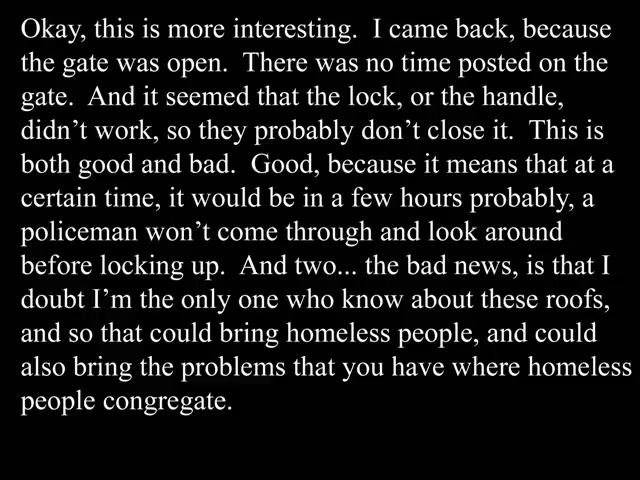 Okay, this is more interesting.  I came back, because
the gate was open.  There was no time posted on the
gate.  And it seemed that the lock, or the handle,
didn’t work, so they probably don’t close it.  This is
both good and bad.  Good, because it means that at a
certain time, it would be in a few hours probably, a
policeman won’t come through and look around
before locking up.  And two... the bad news, is that I
doubt I’m the only one who know about these roofs,
and so that could bring homeless people, and could
also bring the problems that you have where homeless
people congregate.